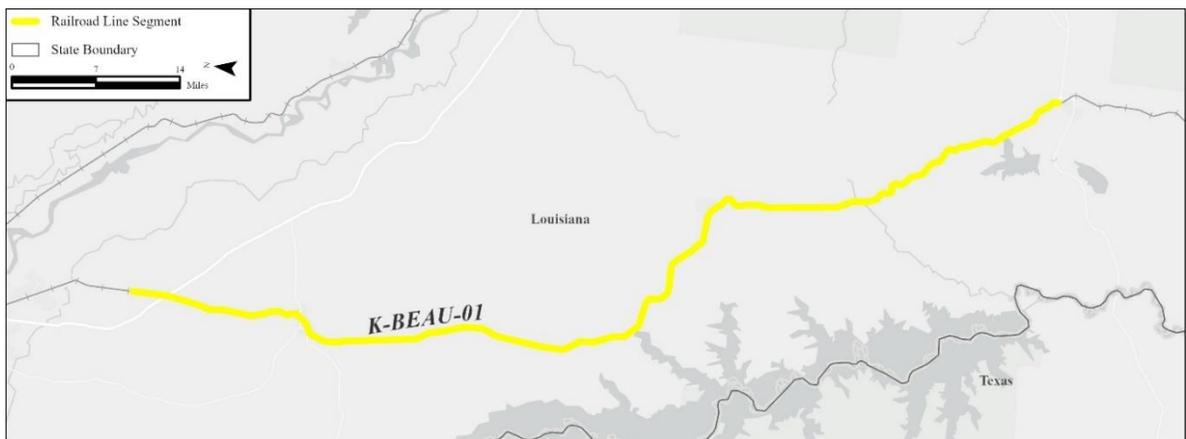 Railroad Line Segment
State Boundary
0 7 14
Miles
N
Louisiana
K-BEAU-01
Texas